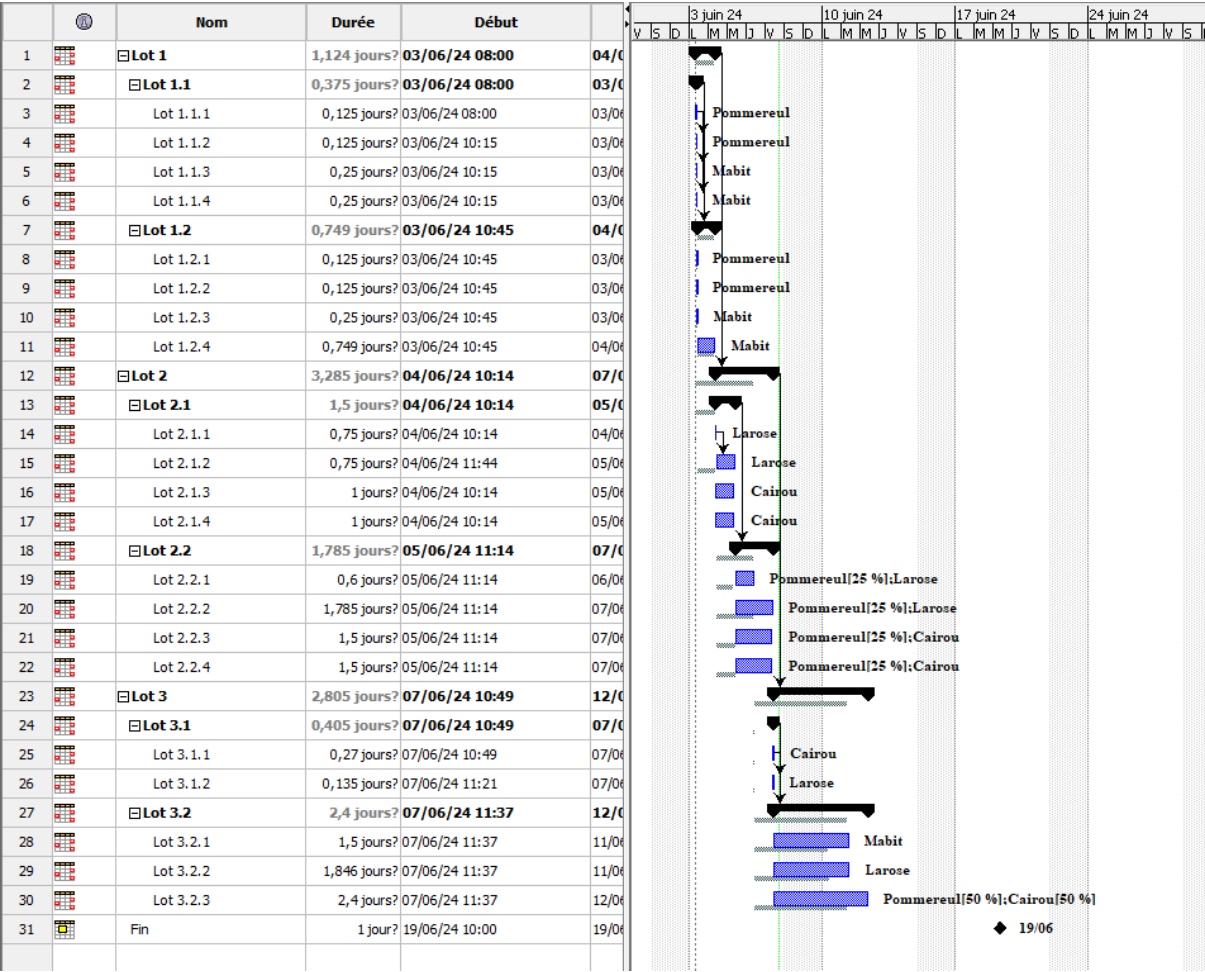 Nom Durée Début
3 juin 24 10 juin 24 17 juin 24 24 juin 24
V S D L M M J V S D L M M J V S D L M M J V S D L M M J V S
1 Lot 1 1,124 jours? 03/06/24 08:00 04/0
2 Lot 1.1 0,375 jours? 03/06/24 08:00 03/0
3 Lot 1.1.1 0,125 jours? 03/06/24 08:00 03/06 Pommereul
4 Lot 1.1.2 0,125 jours? 03/06/24 10:15 03/06 Pommereul
5 Lot 1.1.3 0,25 jours? 03/06/24 10:15 03/06 Mabit
6 Lot 1.1.4 0,25 jours? 03/06/24 10:15 03/06 Mabit
7 Lot 1.2 0,749 jours? 03/06/24 10:45 04/0
8 Lot 1.2.1 0,125 jours? 03/06/24 10:45 03/06 Pommereul
9 Lot 1.2.2 0,125 jours? 03/06/24 10:45 03/06 Pommereul
10 Lot 1.2.3 0,25 jours? 03/06/24 10:45 03/06 Mabit
11 Lot 1.2.4 0,749 jours? 03/06/24 10:45 04/06 Mabit
12 Lot 2 3,285 jours? 04/06/24 10:14 07/0
13 Lot 2.1 1,5 jours? 04/06/24 10:14 05/0
14 Lot 2.1.1 0,75 jours? 04/06/24 10:14 04/06 Larose
15 Lot 2.1.2 0,75 jours? 04/06/24 11:44 05/06 Larose
16 Lot 2.1.3 1 jours? 04/06/24 10:14 05/06 Cairou
17 Lot 2.1.4 1 jours? 04/06/24 10:14 05/06 Cairou
18 Lot 2.2 1,785 jours? 05/06/24 11:14 07/0
19 Lot 2.2.1 0,6 jours? 05/06/24 11:14 06/06 Pommereul[25 %];Larose
20 Lot 2.2.2 1,785 jours? 05/06/24 11:14 07/06 Pommereul[25 %];Larose
21 Lot 2.2.3 1,5 jours? 05/06/24 11:14 07/06 Pommereul[25 %];Cairou
22 Lot 2.2.4 1,5 jours? 05/06/24 11:14 07/06 Pommereul[25 %];Cairou
23 Lot 3 2,805 jours? 07/06/24 10:49 12/0
24 Lot 3.1 0,405 jours? 07/06/24 10:49 07/0
25 Lot 3.1.1 0,27 jours? 07/06/24 10:49 07/06 Cairou
26 Lot 3.1.2 0,135 jours? 07/06/24 11:21 07/06 Larose
27 Lot 3.2 2,4 jours? 07/06/24 11:37 12/0
28 Lot 3.2.1 1,5 jours? 07/06/24 11:37 11/06 Mabit
29 Lot 3.2.2 1,846 jours? 07/06/24 11:37 11/06 Larose
30 Lot 3.2.3 2,4 jours? 07/06/24 11:37 12/06 Pommereul[50 %];Cairou[50 %]
31 Fin 1 jour? 19/06/24 10:00 19/06 19/06